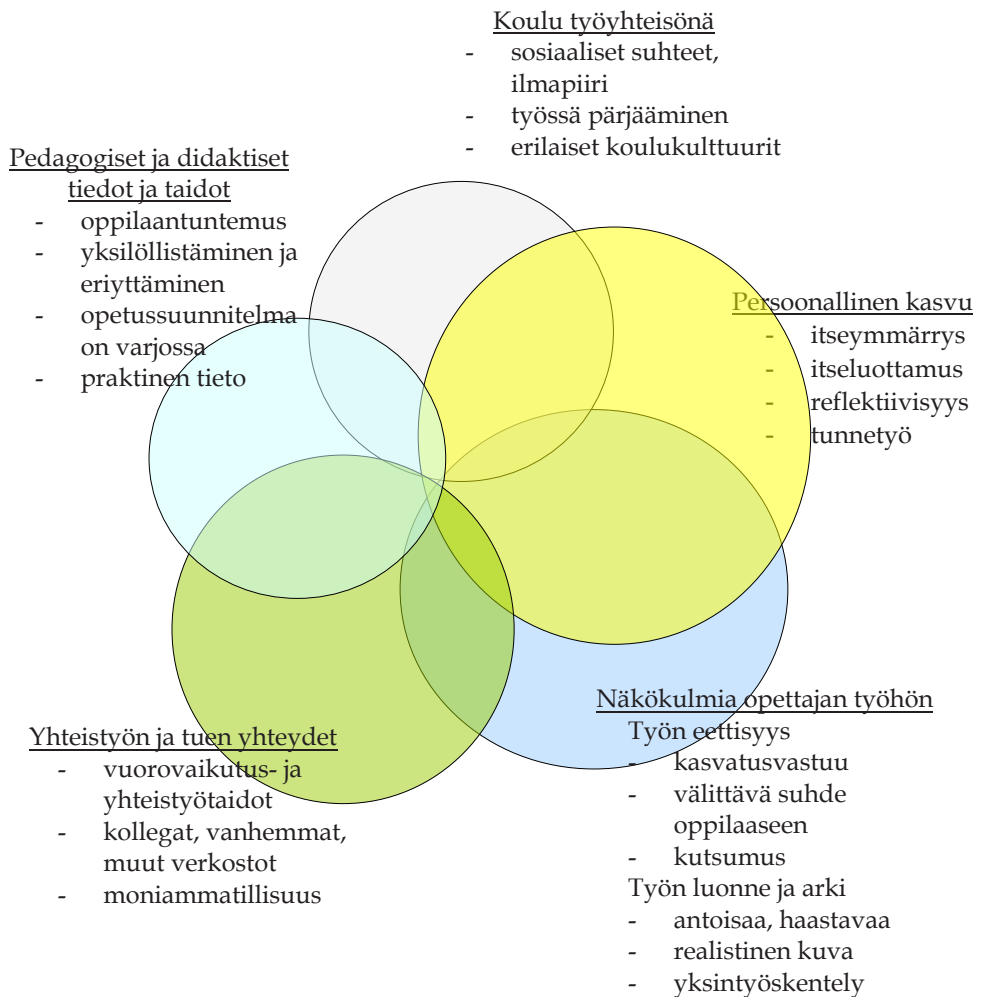 Koulu työyhteisönä
- sosiaaliset suhteet,
ilmapiiri
- työssä pärjääminen
- erilaiset koulukulttuurit
Pedagogiset ja didaktiset
tiedot ja taidot
- oppilaantuntemus
- yksilöllistäminen ja
eriyttäminen
- opetussuunnitelma
on varjossa
- praktinen tieto
Persoonallinen kasvu
- itseymmärrys
- itseluottamus
- reflektiivisyys
- tunnetyö
Yhteistyön ja tuen yhteydet
- vuorovaikutus- ja
yhteistyötaidot
- kollegat, vanhemmat,
muut verkostot
- moniammatillisuus
Näkökulmia opettajan työhön
Työn eettisyys
- kasvatusvastuu
- välittävä suhde
oppilaaseen
- kutsumus
Työn luonne ja arki
- antoisaa, haastavaa
- realistinen kuva
- yksintyöskentely